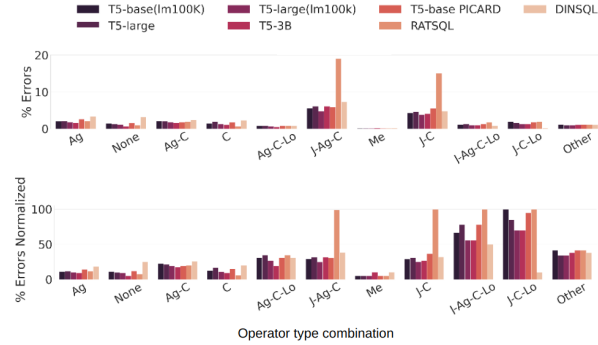 T5-base(lm100K) T5-large(lm100k) T5-base PICARD DINSQL
T5-large T5-3B RATSQL
% Errors
20
10
0
Ag None Ag-C C Ag-C-Lo J-Ag-C Me J-C J-Ag-C-Lo J-C-Lo Other
% Errors Normalized
100
50
0
Ag None Ag-C C Ag-C-Lo J-Ag-C Me J-C J-Ag-C-Lo J-C-Lo Other
Operator type combination